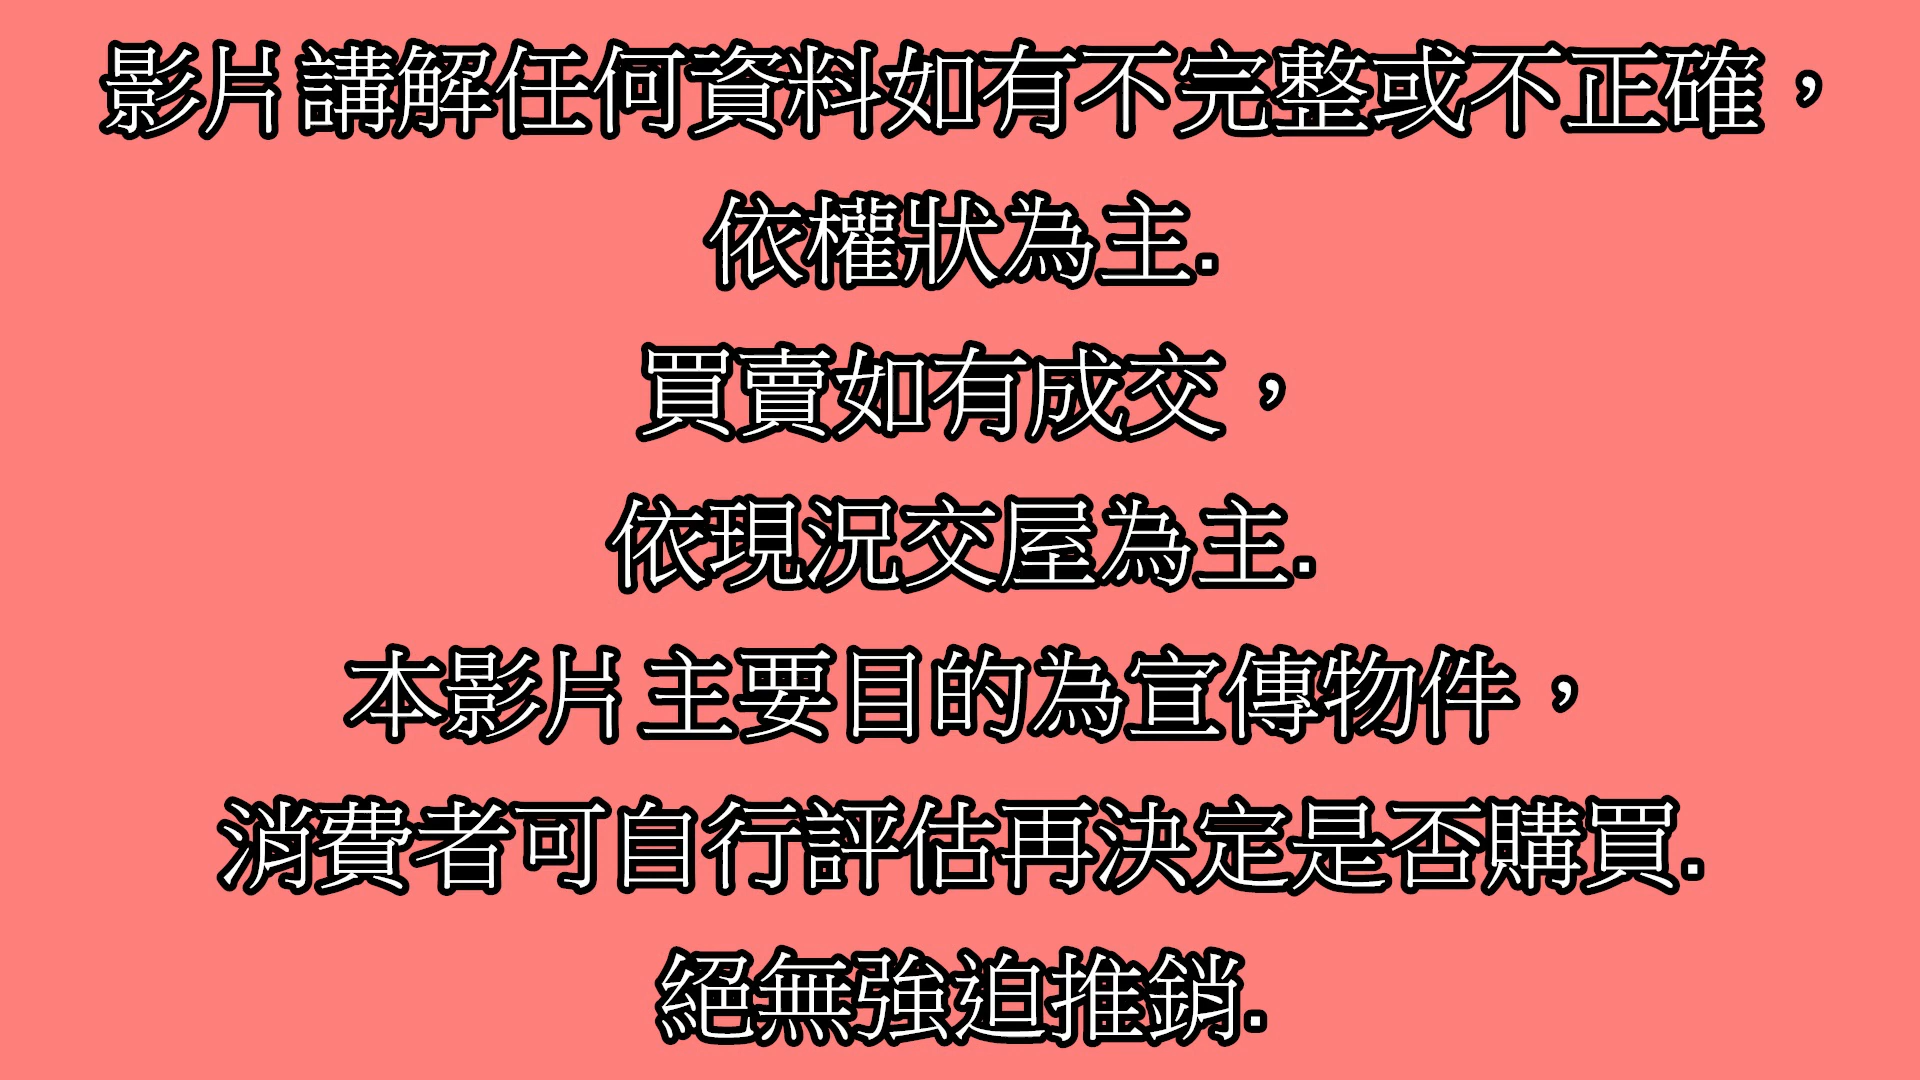 影片講解任何資料如有不完整或不正確，
依權狀為主.
買賣如有成交，
依現況交屋為主.
本影片主要目的為宣傳物件，
消費者可自行評估再決定是否購買.
絕無強迫推銷.